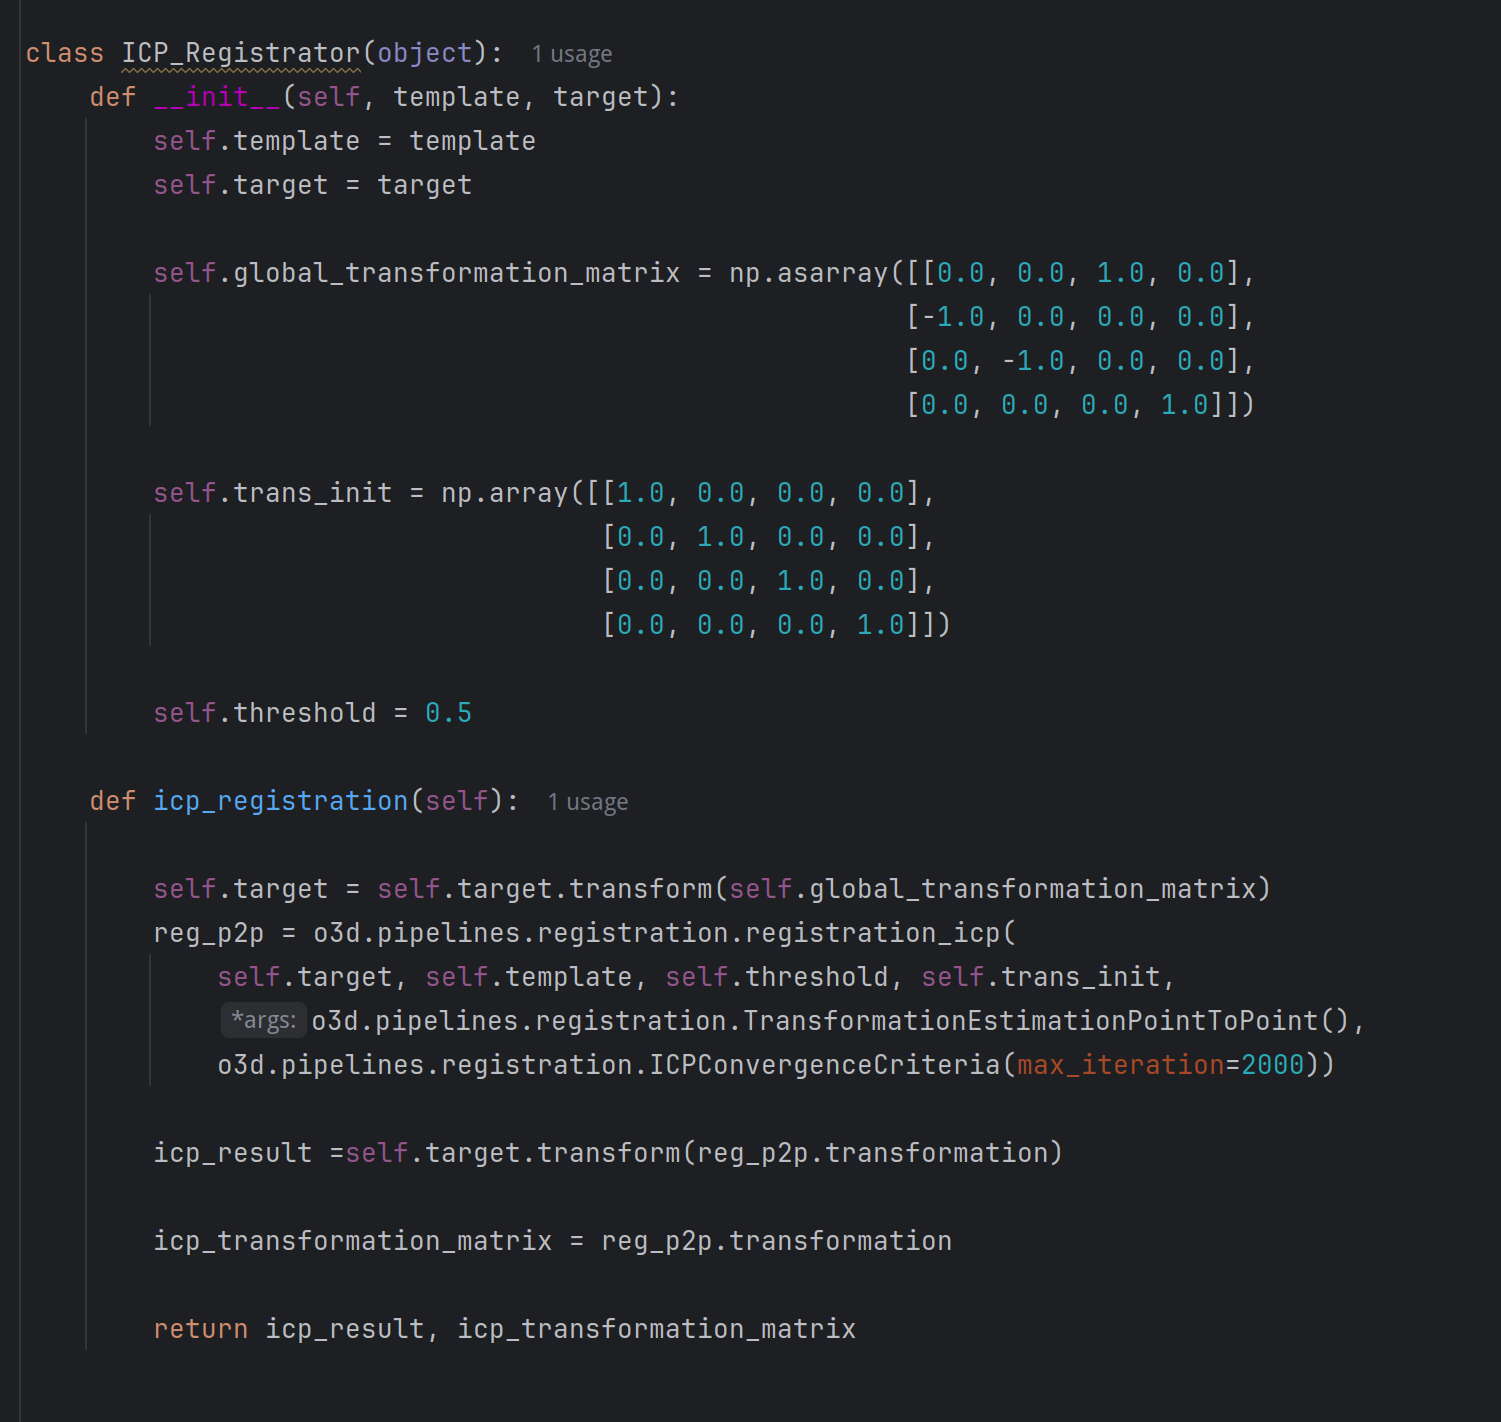 class ICP_Registrator(object): 1 usage
    def __init__(self, template, target):
        self.template = template
        self.target = target

        self.global_transformation_matrix = np.asarray([[0.0, 0.0, 1.0, 0.0],
                                               [-1.0, 0.0, 0.0, 0.0],
                                               [0.0, -1.0, 0.0, 0.0],
                                               [0.0, 0.0, 0.0, 1.0]])

        self.trans_init = np.array([[1.0, 0.0, 0.0, 0.0],
                            [0.0, 1.0, 0.0, 0.0],
                            [0.0, 0.0, 1.0, 0.0],
                            [0.0, 0.0, 0.0, 1.0]])

        self.threshold = 0.5

    def icp_registration(self): 1 usage

        self.target = self.target.transform(self.global_transformation_matrix)
        reg_p2p = o3d.pipelines.registration.registration_icp(
            self.target, self.template, self.threshold, self.trans_init,
            *args: o3d.pipelines.registration.TransformationEstimationPointToPoint(),
            o3d.pipelines.registration.ICPConvergenceCriteria(max_iteration=2000))

        icp_result =self.target.transform(reg_p2p.transformation)

        icp_transformation_matrix = reg_p2p.transformation

        return icp_result, icp_transformation_matrix